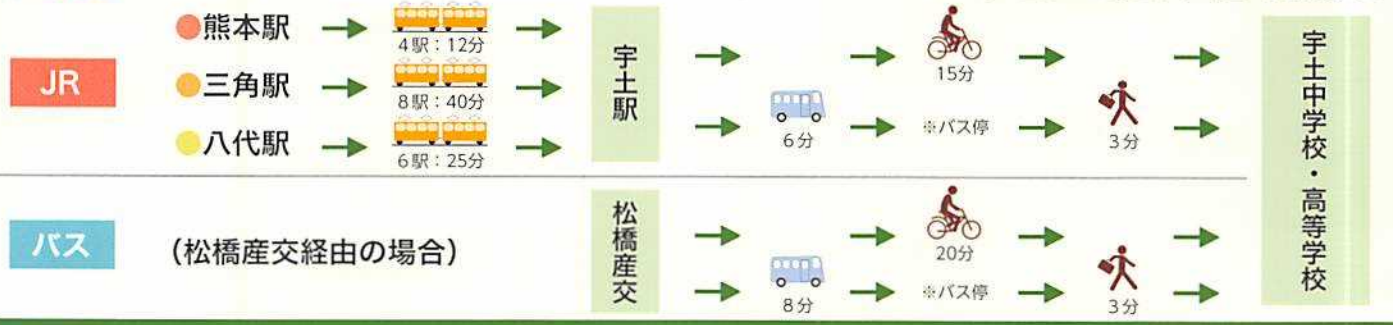 JR
●熊本駅
4駅：12分
●三角駅
8駅：40分
●八代駅
6駅：25分
宇土駅
15分
6分
※バス停
3分
バス
(松橋産交経由の場合)
松橋産交
20分
8分
※バス停
3分
宇土中学校・高等学校